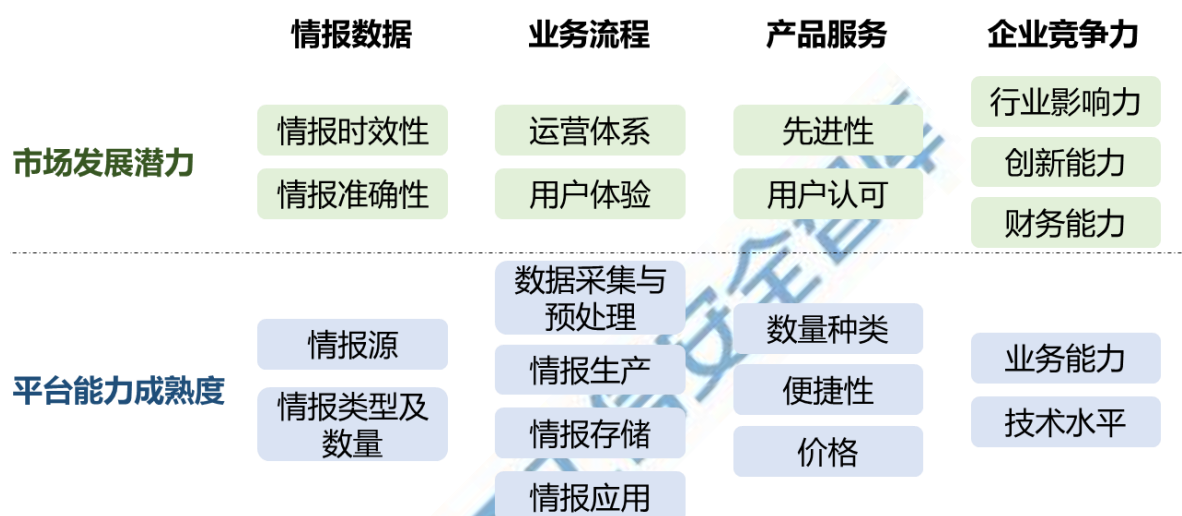 情报数据 业务流程 产品服务 企业竞争力
市场发展潜力
情报时效性
情报准确性
运营体系
用户体验
先进性
用户认可
行业影响力
创新能力
财务能力
平台能力成熟度
情报源
情报类型及
数量
数据采集与
预处理
情报生产
情报存储
情报应用
数量种类
便捷性
价格
业务能力
技术水平